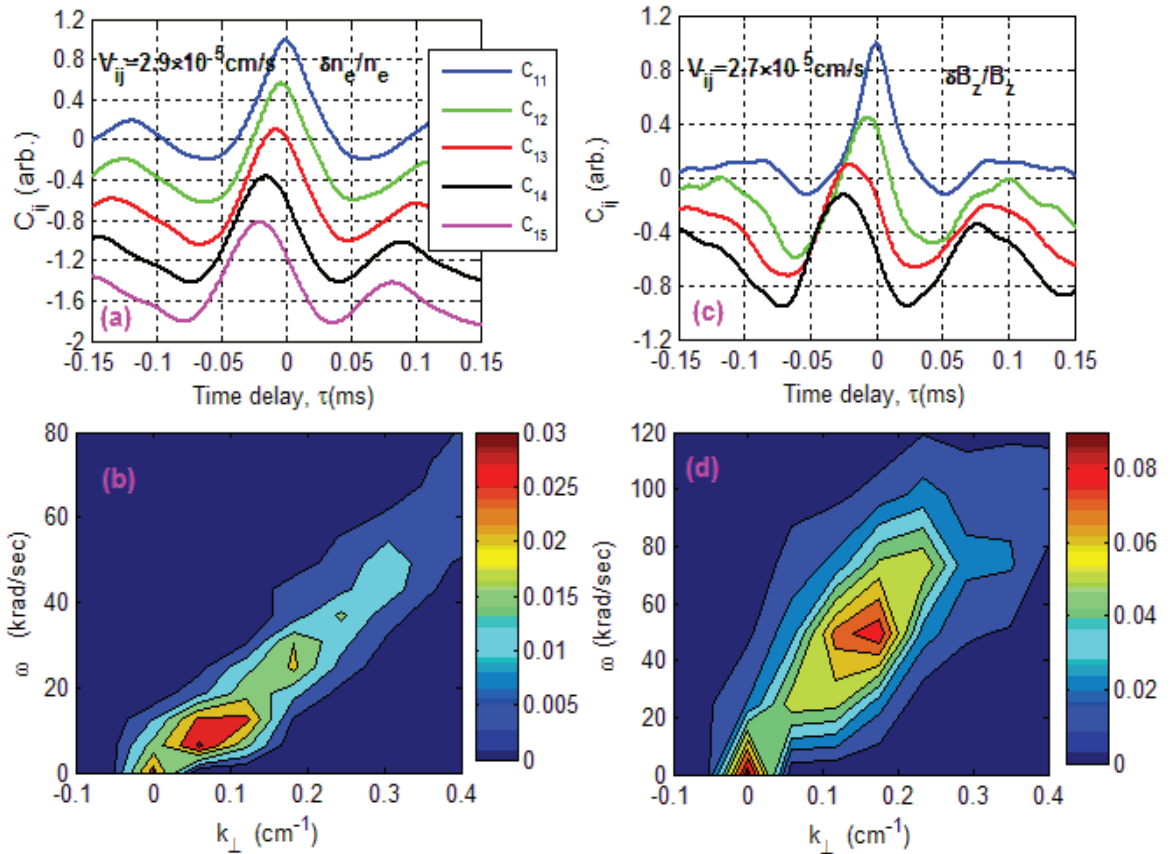 V_ij=2.9×10^-5cm/s δn_e/n_e
C_11
C_12
C_13
C_14
C_15
1.2
0.8
0.4
0
-0.4
-0.8
-1.2
-1.6
-2
C_ij (arb.)
(a)
-0.15 -0.1 -0.05 0 0.05 0.1 0.15
Time delay, τ(ms)
V_ij=2.7×10^-5cm/s δB_z/B_z
1.2
0.8
0.4
0
-0.4
-0.8
-1.2
C_ij (arb.)
(c)
-0.15 -0.1 -0.05 0 0.05 0.1 0.15
Time delay, τ(ms)
(b)
80
60
40
20
0
ω (krad/sec)
-0.1 0 0.1 0.2 0.3 0.4
k_⊥ (cm^-1)
0.03
0.025
0.02
0.015
0.01
0.005
0
(d)
120
100
80
60
40
20
0
ω (krad/sec)
-0.1 0 0.1 0.2 0.3 0.4
k_⊥ (cm^-1)
0.08
0.06
0.04
0.02
0